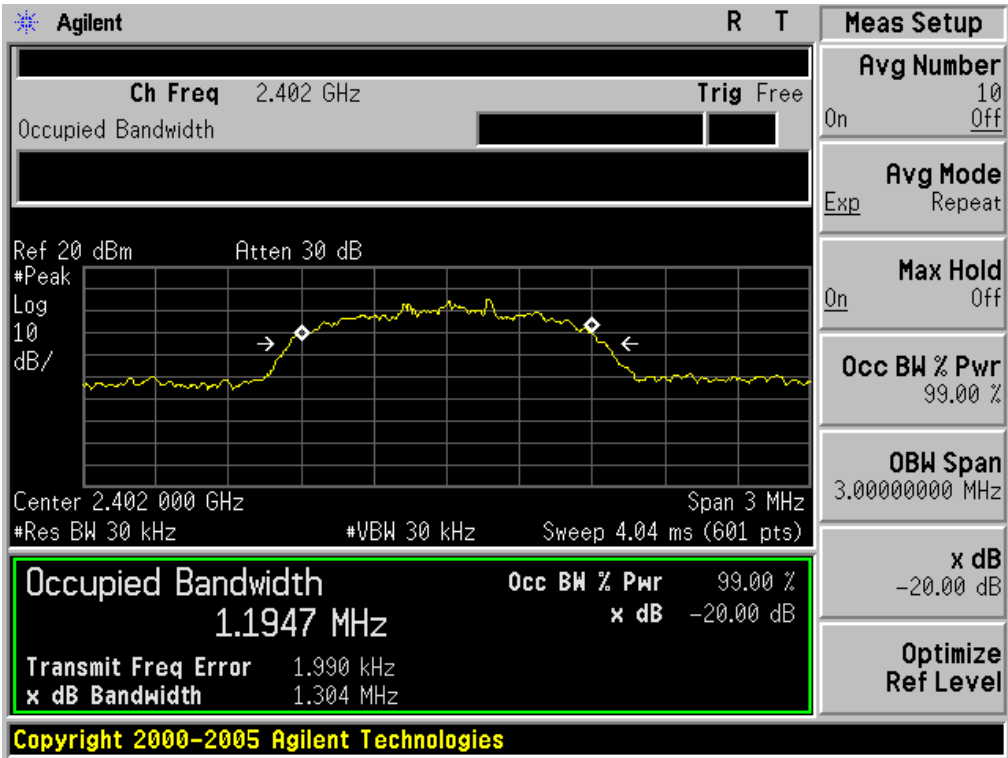 Agilent R T Meas Setup
Ch Freq 2.402 GHz Trig Free
Occupied Bandwidth
Avg Number
10
On Off
Avg Mode
Exp Repeat
Max Hold
On Off
Occ BW % Pwr
99.00 %
OBW Span
3.00000000 MHz
x dB
-20.00 dB
Optimize
Ref Level
Ref 20 dBm Atten 30 dB
#Peak
Log
10
dB/
Center 2.402 000 GHz Span 3 MHz
#Res BW 30 kHz #VBW 30 kHz Sweep 4.04 ms (601 pts)
Occupied Bandwidth Occ BW % Pwr 99.00 %
1.1947 MHz x dB -20.00 dB
Transmit Freq Error 1.990 kHz
x dB Bandwidth 1.304 MHz
Copyright 2000-2005 Agilent Technologies